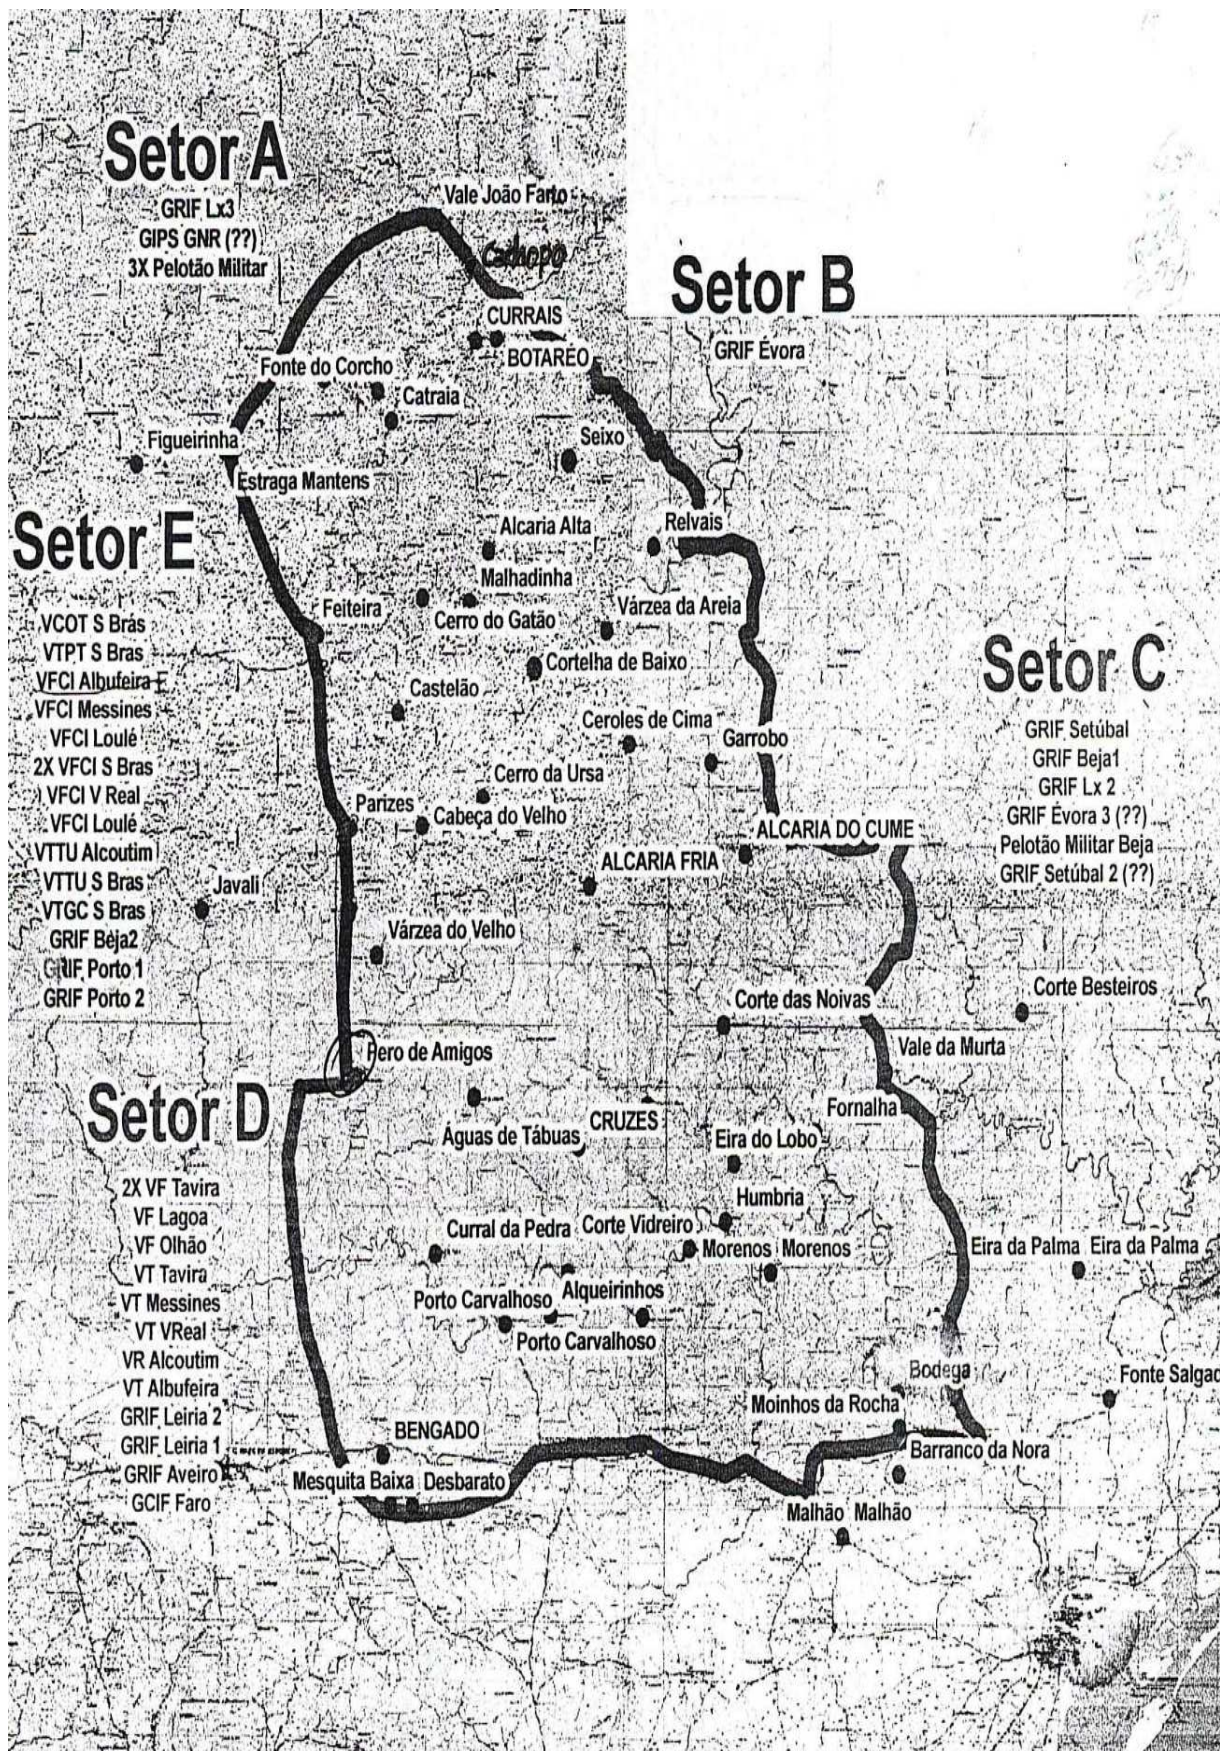 Setor A
GRIF Lx3
GIPS GNR (??)
3X Pelotão Militar
Vale João Farto
Cachopo
Setor B
GRIF Évora
CURRAIS
BOTAREO
Fonte do Corcho
Catraia
Figueirinha
Seixo
Estraga Mantens
Setor E
VCOT S Brás
VTPT S Bras
VFCI Albufeira
VFCI Messines
VFCI Loulé
2X VFCI S Bras
VFCI V Real
VFCI Loulé
VTTU Alcoutim
VTTU S Bras
VTGC S Bras
GRIF Beja2
GRIF Porto 1
GRIF Porto 2
Alcaria Alta
Relvais
Malhadinha
Feiteira
Cerro do Gatão
Várzea da Areia
Cortelha de Baixo
Castelão
Ceroles de Cima
Garrobo
Cerro da Ursa
Parizes
Cabeça do Velho
ALCARIA DO CUME
ALCARIA FRIA
Javali
Várzea do Velho
Setor C
GRIF Setúbal
GRIF Beja1
GRIF Lx 2
GRIF Évora 3 (??)
Pelotão Militar Beja
GRIF Setúbal 2 (??)
Corte das Noivas
Corte Besteiros
Vale da Murta
Pero de Amigos
Fornalha
CRUZES
Águas de Tábuas
Eira do Lobo
Setor D
2X VF Tavira
VF Lagoa
VF Olhão
VT Tavira
VT Messines
VT VReal
VR Alcoutim
VT Albufeira
GRIF Leiria 2
GRIF Leiria 1
GRIF Aveiro
GCIF Faro
Humbria
Curral da Pedra
Corte Vidreiro
Morenos Morenos
Eira da Palma Eira da Palma
Alqueirinhos
Porto Carvalhoso
Porto Carvalhoso
Bodega
Fonte Salgad
Moinhos da Rocha
BENGADO
Barranco da Nora
Mesquita Baixa Desbarato
Malhão Malhão